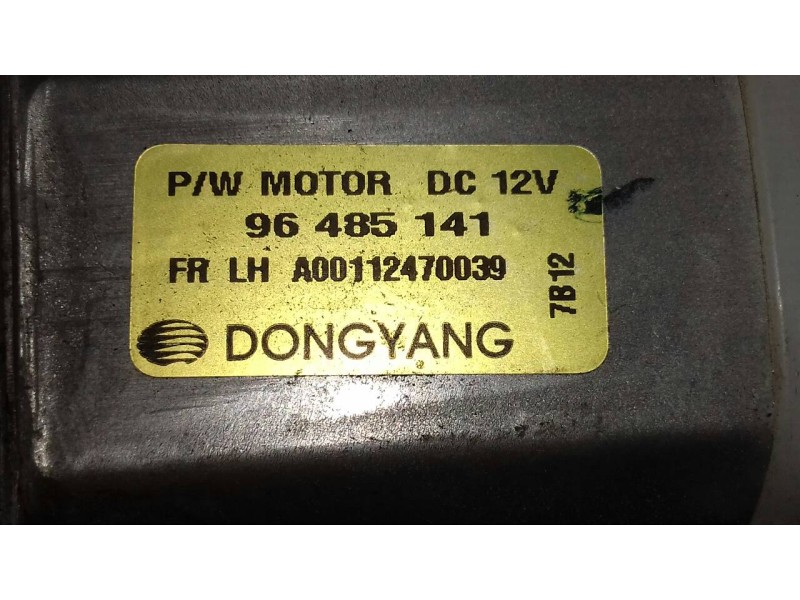 P/W MOTOR DC 12V
96 485 141
FR LH A00112470039
7B12
DONGYANG